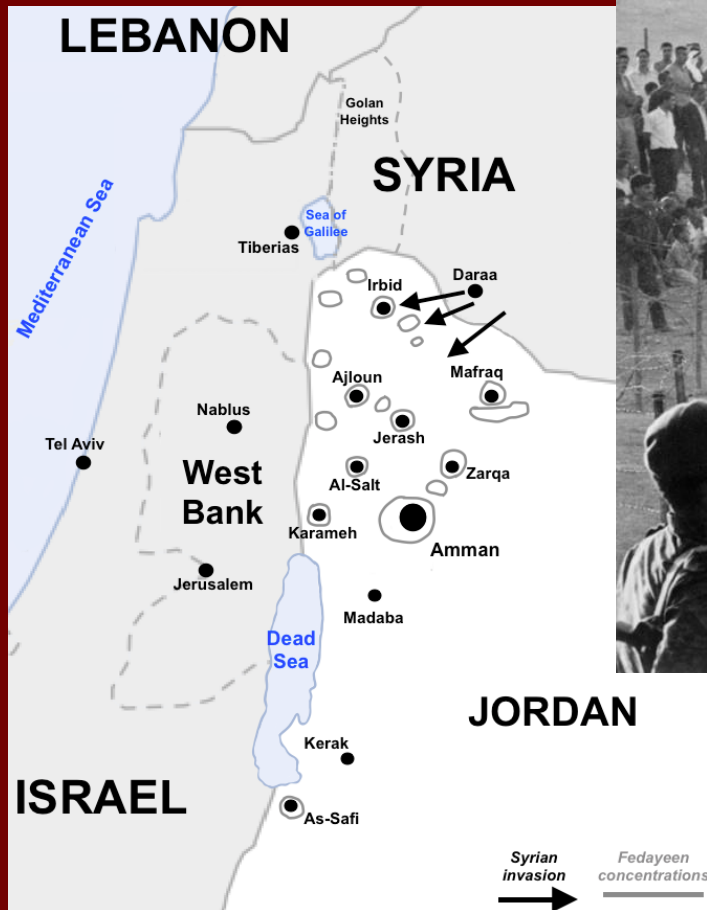 LEBANON
Golan
Heights
SYRIA
Mediterranean Sea
Sea of
Galilee
Tiberias
Daraa
Irbid
Ajloun
Mafraq
Nablus
Jerash
Tel Aviv
West
Bank
Al-Salt
Zarqa
Karameh
Amman
Jerusalem
Madaba
Dead
Sea
JORDAN
Kerak
ISRAEL
As-Safi
Syrian
invasion
Fedayeen
concentrations